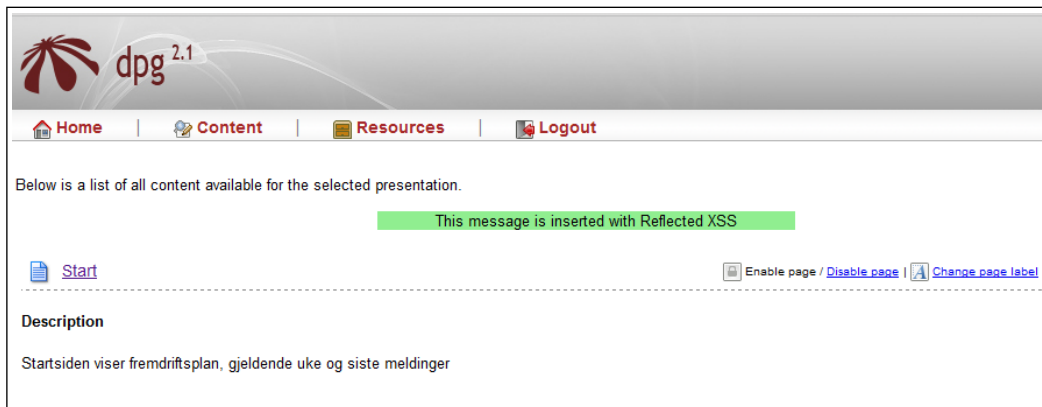 dpg 2.1
Home | Content | Resources | Logout
Below is a list of all content available for the selected presentation.
This message is inserted with Reflected XSS
Start Enable page / Disable page | A Change page label
Description
Startsiden viser fremdriftsplan, gjeldende uke og siste meldinger